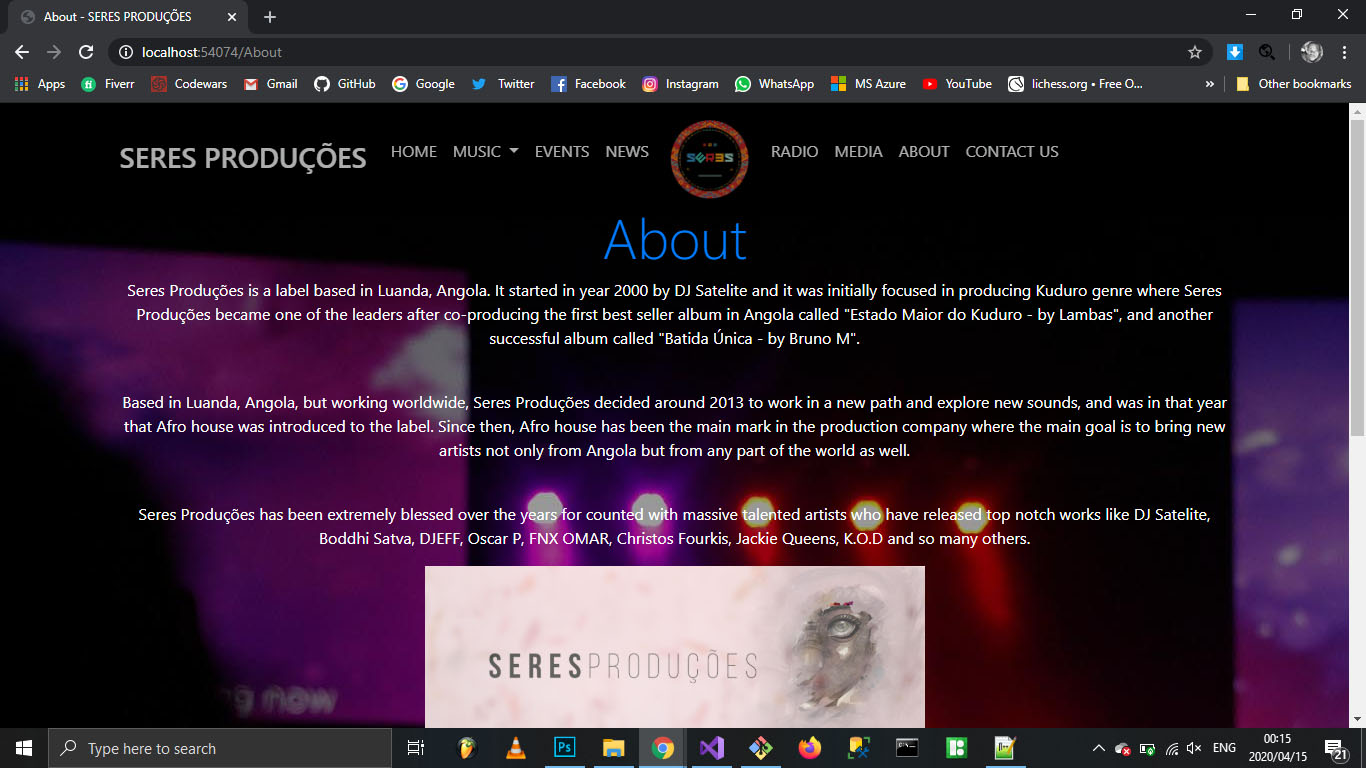 About - SERES PRODUÇÕES
localhost:54074/About
Apps Fiverr Codewars Gmail GitHub Google Twitter Facebook Instagram WhatsApp MS Azure YouTube lichess.org • Free O... » Other bookmarks
SERES PRODUÇÕES HOME MUSIC EVENTS NEWS SERES RADIO MEDIA ABOUT CONTACT US
About
Seres Produções is a label based in Luanda, Angola. It started in year 2000 by DJ Satelite and it was initially focused in producing Kuduro genre where Seres
Produções became one of the leaders after co-producing the first best seller album in Angola called "Estado Maior do Kuduro - by Lambas", and another
successful album called "Batida Única - by Bruno M".
Based in Luanda, Angola, but working worldwide, Seres Produções decided around 2013 to work in a new path and explore new sounds, and was in that year
that Afro house was introduced to the label. Since then, Afro house has been the main mark in the production company where the main goal is to bring new
artists not only from Angola but from any part of the world as well.
Seres Produções has been extremely blessed over the years for counted with massive talented artists who have released top notch works like DJ Satelite,
Boddhi Satva, DJEFF, Oscar P, FNX OMAR, Christos Fourkis, Jackie Queens, K.O.D and so many others.
SERESPRODUÇÕES
now
Type here to search
Ps
ENG
00:15
2020/04/15
21